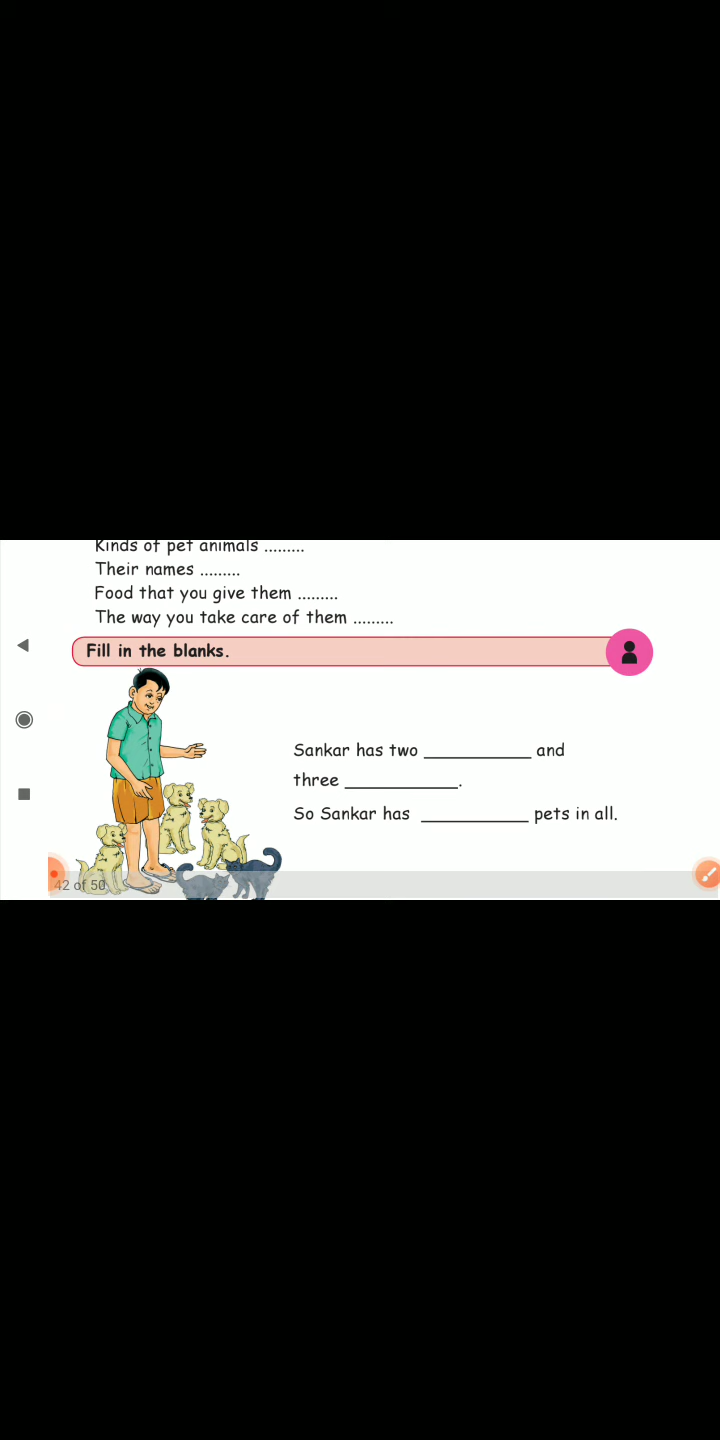 Kinds of pet animals .........
Their names .........
Food that you give them .........
The way you take care of them .........
Fill in the blanks.
Sankar has two ___________ and
three ____________.
So Sankar has ___________ pets in all.
42 of 50